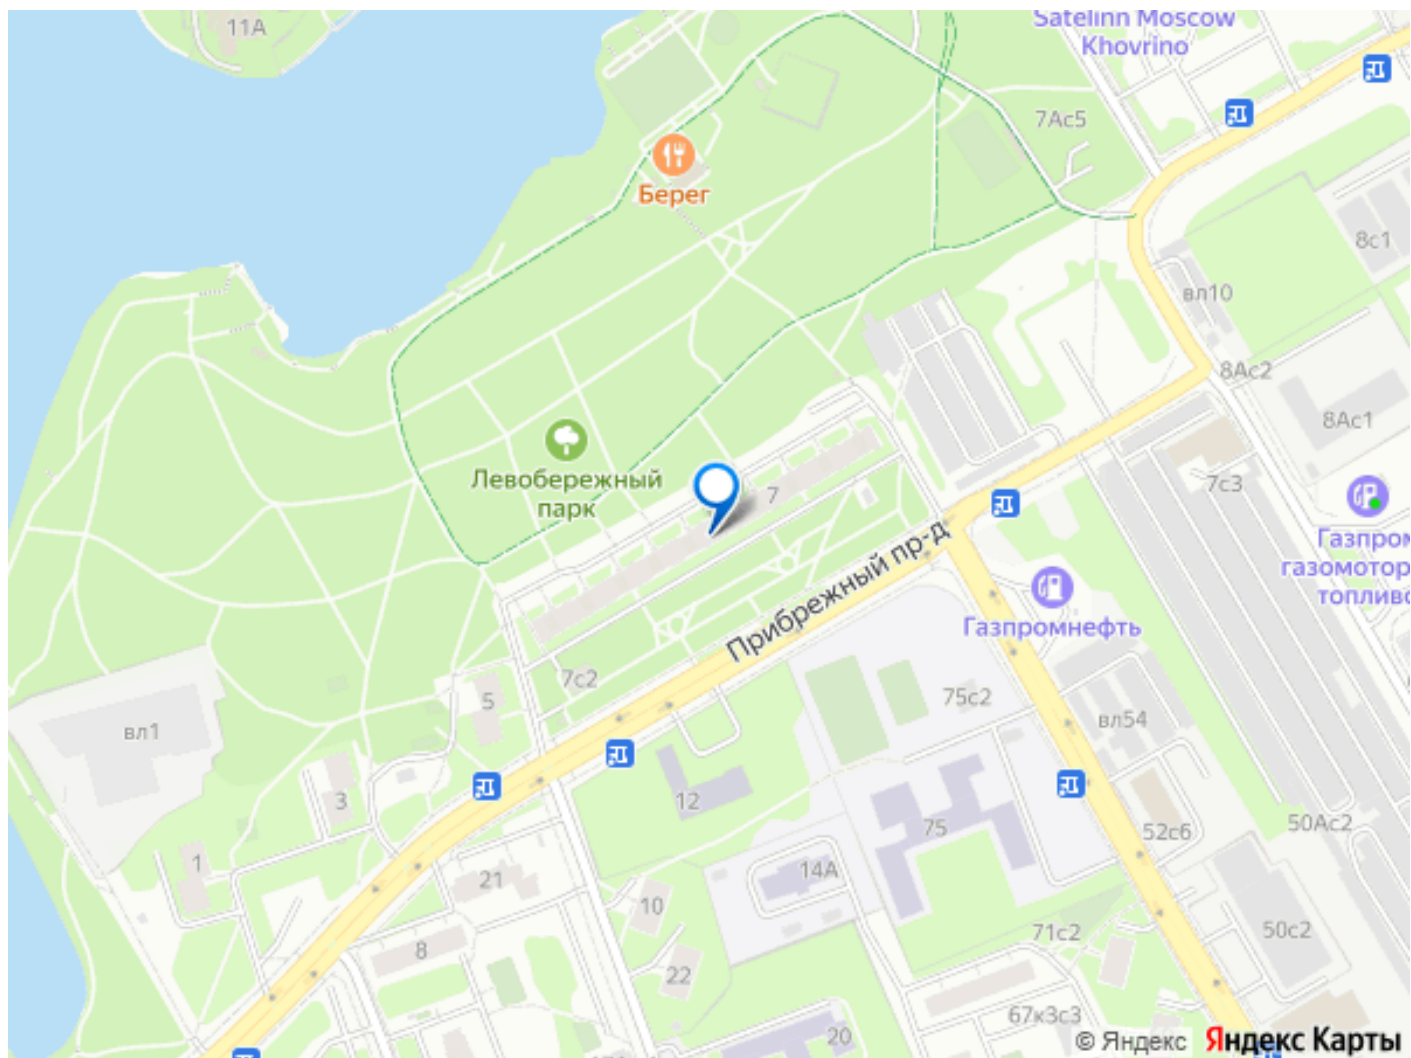 11А
Satelinn Moscow
Khovrino
7Ас5
Берег
8с1
вл10
8Ас2
8Ас1
Левобережный
парк
7
7с3
Газпром
газомотор
топливо
Прибрежный пр-д
Газпромнефть
7с2
5
75с2
вл54
вл1
3
12
75
52с6
50Ас2
1
21
14А
10
8
22
71с2
50с2
67к3с3
20
© Яндекс
Яндекс Карты